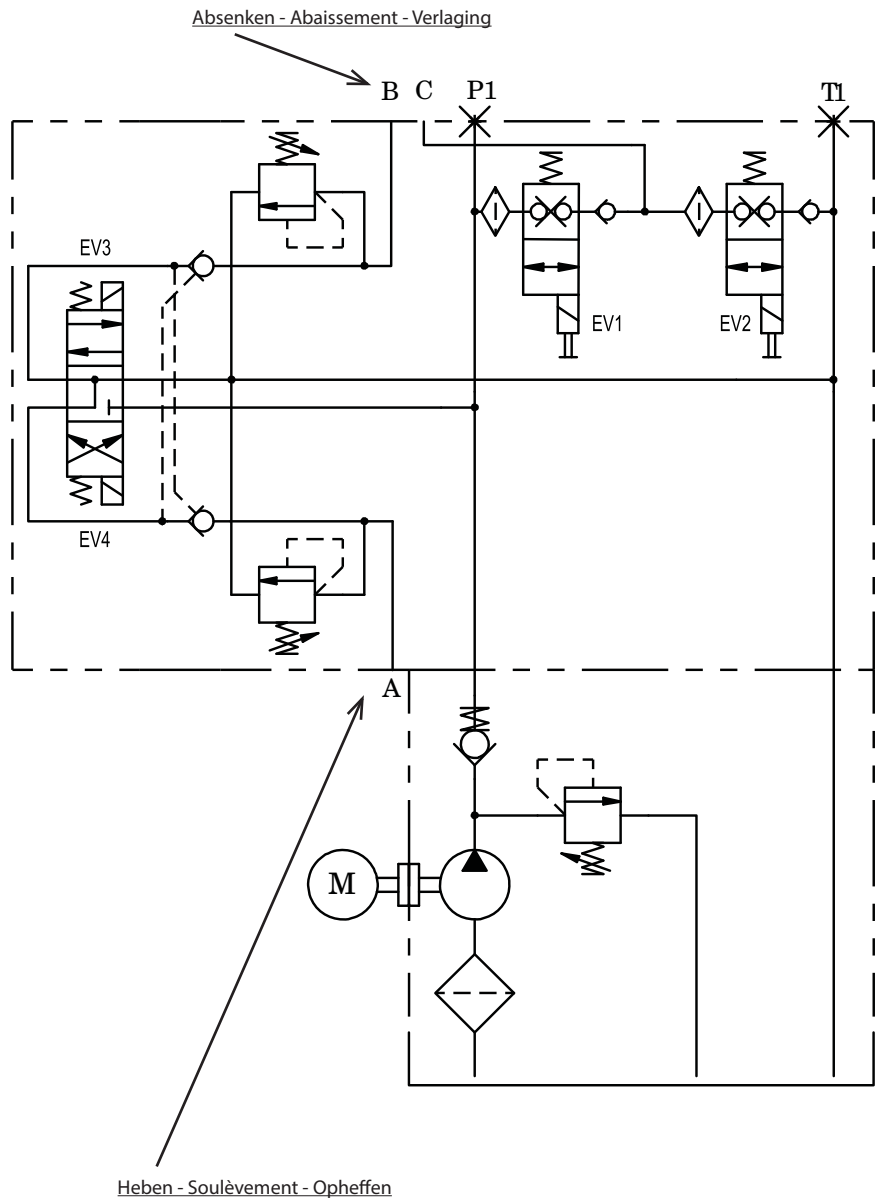 Absenken - Abaissement - Verlaging
B C P1 T1
EV3
EV1 EV2
EV4
A
M
Heben - Soulèvement - Opheffen